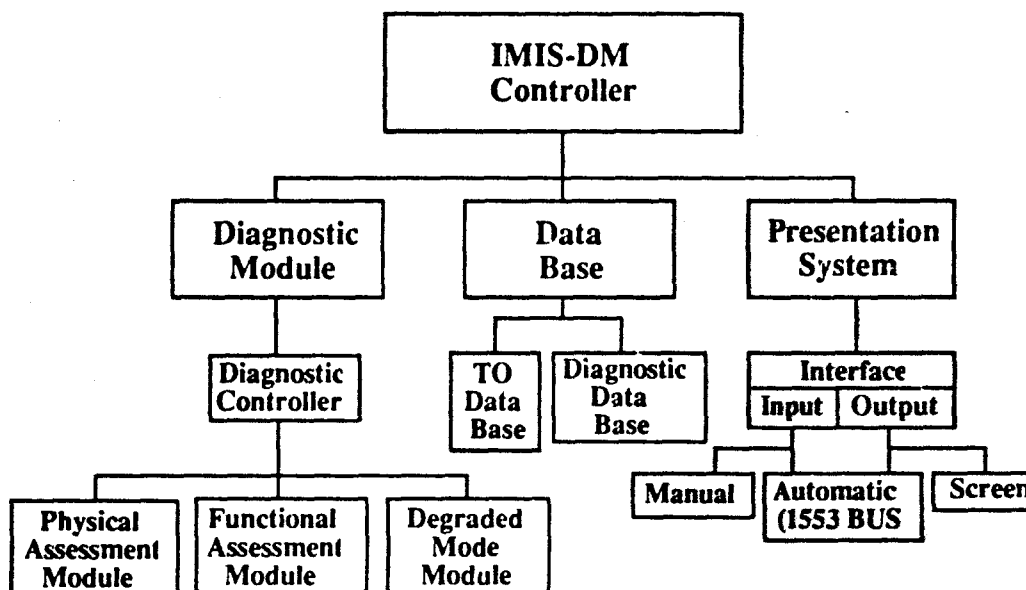 IMIS-DM
Controller
Diagnostic
Module
Data
Base
Presentation
System
Diagnostic
Controller
TO
Data
Base
Diagnostic
Data
Base
Interface
Input
Output
Physical
Assessment
Module
Functional
Assessment
Module
Degraded
Mode
Module
Manual
Automatic
(1553 BUS
Screen